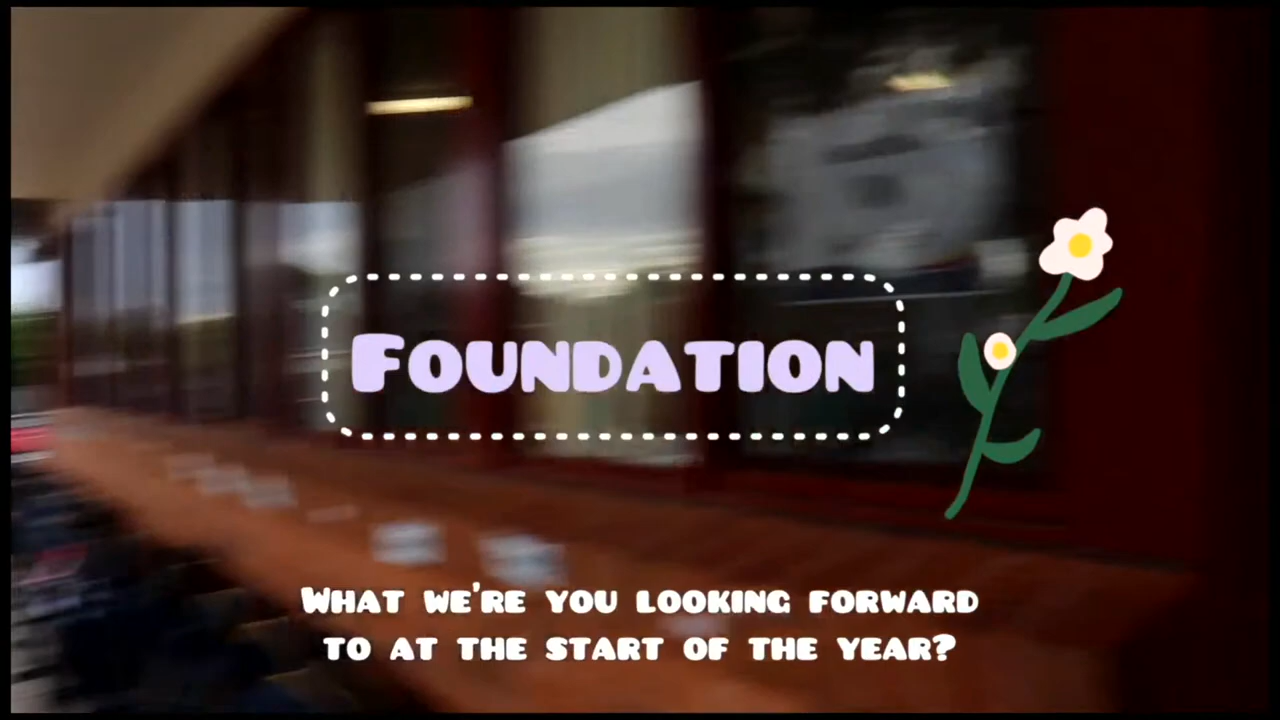 Foundation
What we're you looking forward
to at the start of the year?